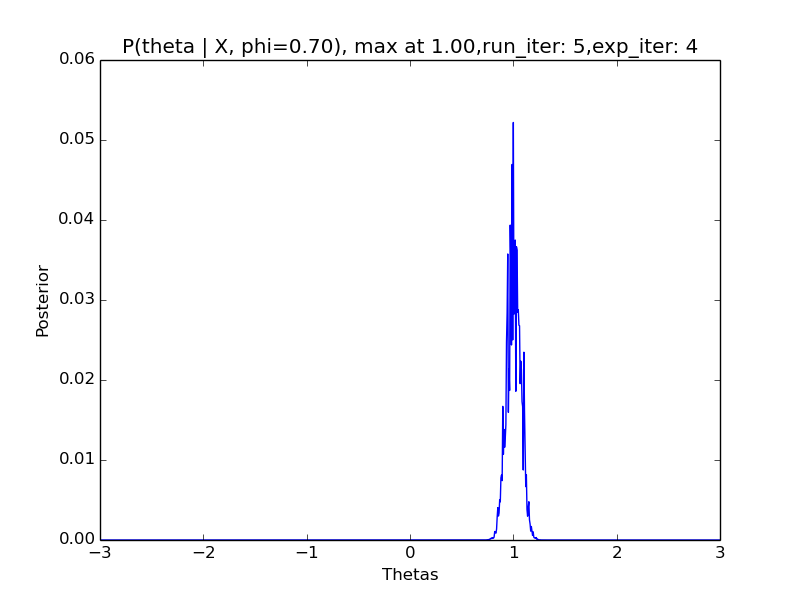 P(theta | X, phi=0.70), max at 1.00,run_iter: 5,exp_iter: 4
0.06
0.05
0.04
0.03
0.02
0.01
0.00
Posterior
−3 −2 −1 0 1 2 3
Thetas